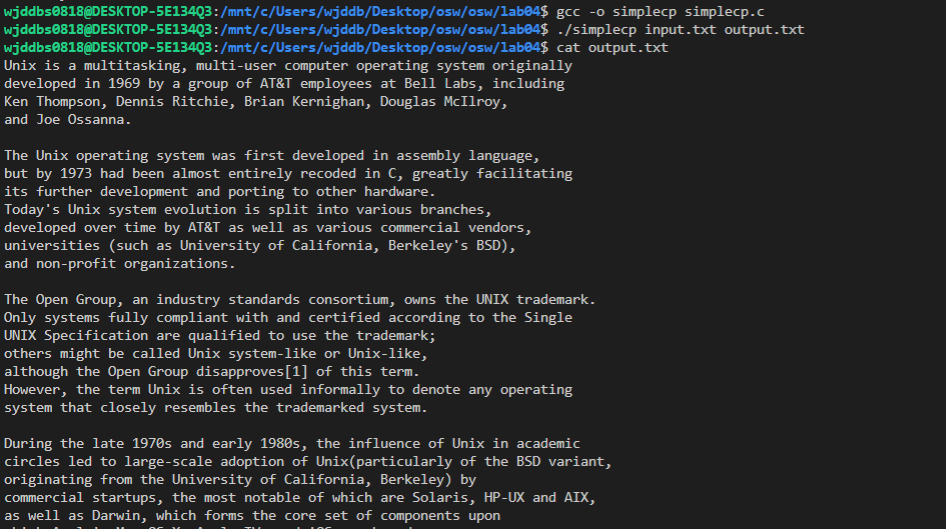 wjddbs0818@DESKTOP-5E134Q3:/mnt/c/Users/wjddb/Desktop/osw/osw/lab04$ gcc -o simplecp simplecp.c
wjddbs0818@DESKTOP-5E134Q3:/mnt/c/Users/wjddb/Desktop/osw/osw/lab04$ ./simplecp input.txt output.txt
wjddbs0818@DESKTOP-5E134Q3:/mnt/c/Users/wjddb/Desktop/osw/osw/lab04$ cat output.txt
Unix is a multitasking, multi-user computer operating system originally
developed in 1969 by a group of AT&T employees at Bell Labs, including
Ken Thompson, Dennis Ritchie, Brian Kernighan, Douglas McIlroy,
and Joe Ossanna.

The Unix operating system was first developed in assembly language,
but by 1973 had been almost entirely recoded in C, greatly facilitating
its further development and porting to other hardware.
Today's Unix system evolution is split into various branches,
developed over time by AT&T as well as various commercial vendors,
universities (such as University of California, Berkeley's BSD),
and non-profit organizations.

The Open Group, an industry standards consortium, owns the UNIX trademark.
Only systems fully compliant with and certified according to the Single
UNIX Specification are qualified to use the trademark;
others might be called Unix system-like or Unix-like,
although the Open Group disapproves[1] of this term.
However, the term Unix is often used informally to denote any operating
system that closely resembles the trademarked system.

During the late 1970s and early 1980s, the influence of Unix in academic
circles led to large-scale adoption of Unix(particularly of the BSD variant,
originating from the University of California, Berkeley) by
commercial startups, the most notable of which are Solaris, HP-UX and AIX,
as well as Darwin, which forms the core set of components upon